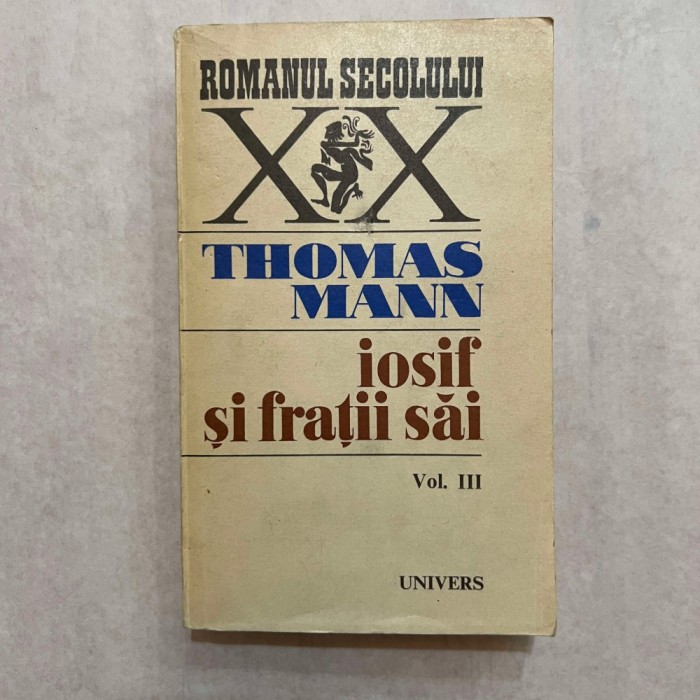 ROMANUL SECOLULUI
XX
THOMAS
MANN
iosif
și frații săi
Vol. III
UNIVERS